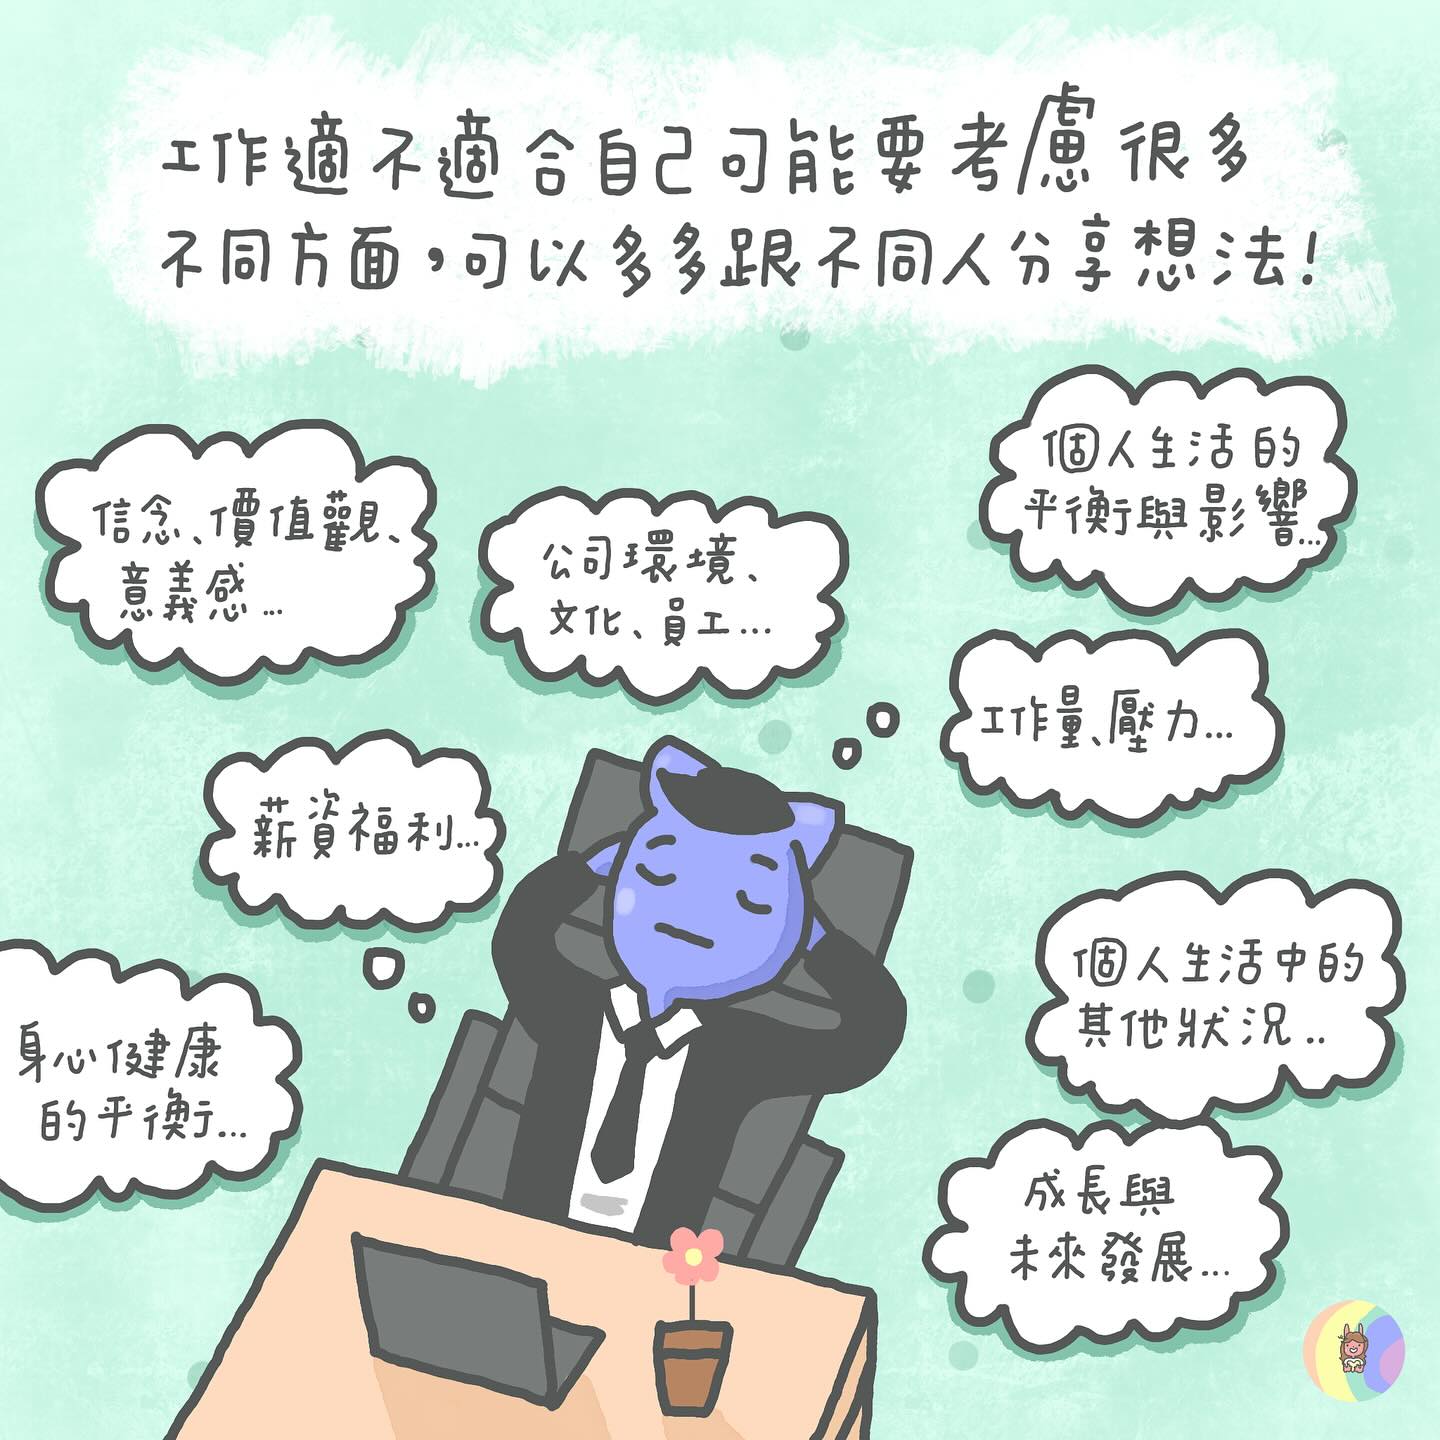 工作適不適合自己可能要考慮很多
不同方面，可以多多跟不同人分享想法！
信念、價值觀、
意義感...
公司環境、
文化、員工...
個人生活的
平衡與影響...
工作量、壓力...
薪資福利...
個人生活中的
其他狀況..
身心健康
的平衡...
成長與
未來發展...